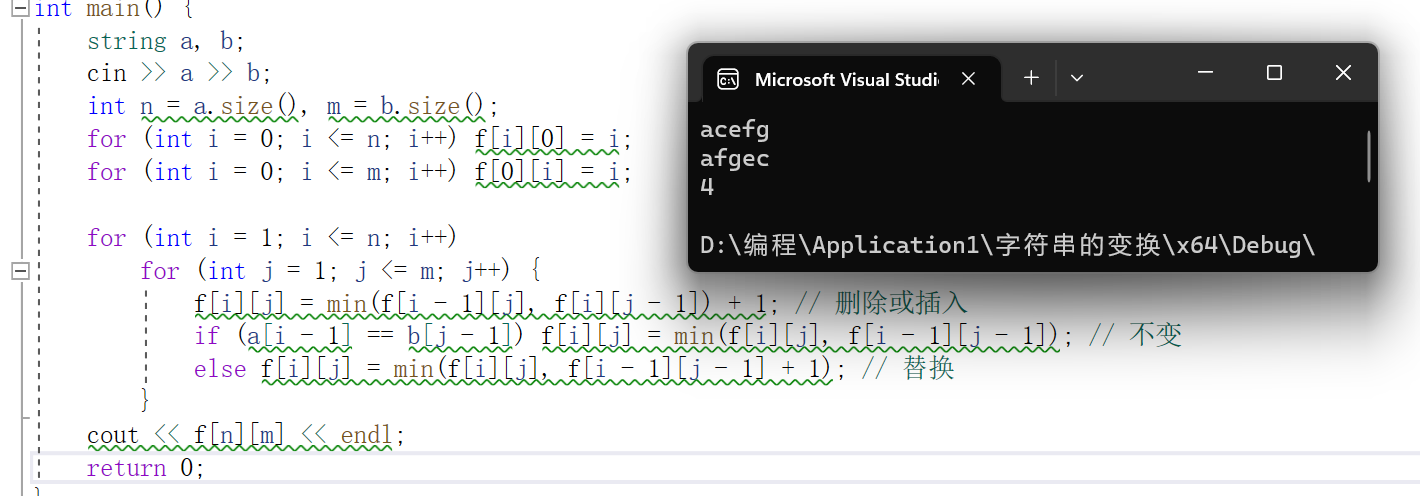 int main() {
string a, b;
cin >> a >> b;
int n = a.size(), m = b.size();
for (int i = 0; i <= n; i++) f[i][0] = i;
for (int i = 0; i <= m; i++) f[0][i] = i;
for (int i = 1; i <= n; i++)
for (int j = 1; j <= m; j++) {
f[i][j] = min(f[i - 1][j], f[i][j - 1]) + 1; // 删除或插入
if (a[i - 1] == b[j - 1]) f[i][j] = min(f[i][j], f[i - 1][j - 1]); // 不变
else f[i][j] = min(f[i][j], f[i - 1][j - 1] + 1); // 替换
}
cout << f[n][m] << endl;
return 0;
}
Microsoft Visual Studi
acefg
afgec
4
D:\编程\Application1\字符串的变换\x64\Debug\